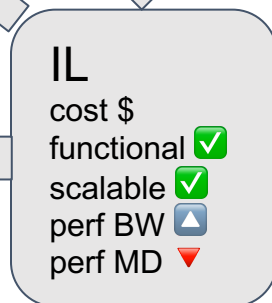 IL
cost $
functional ✅
scalable ✅
perf BW 🔼
perf MD 🔻